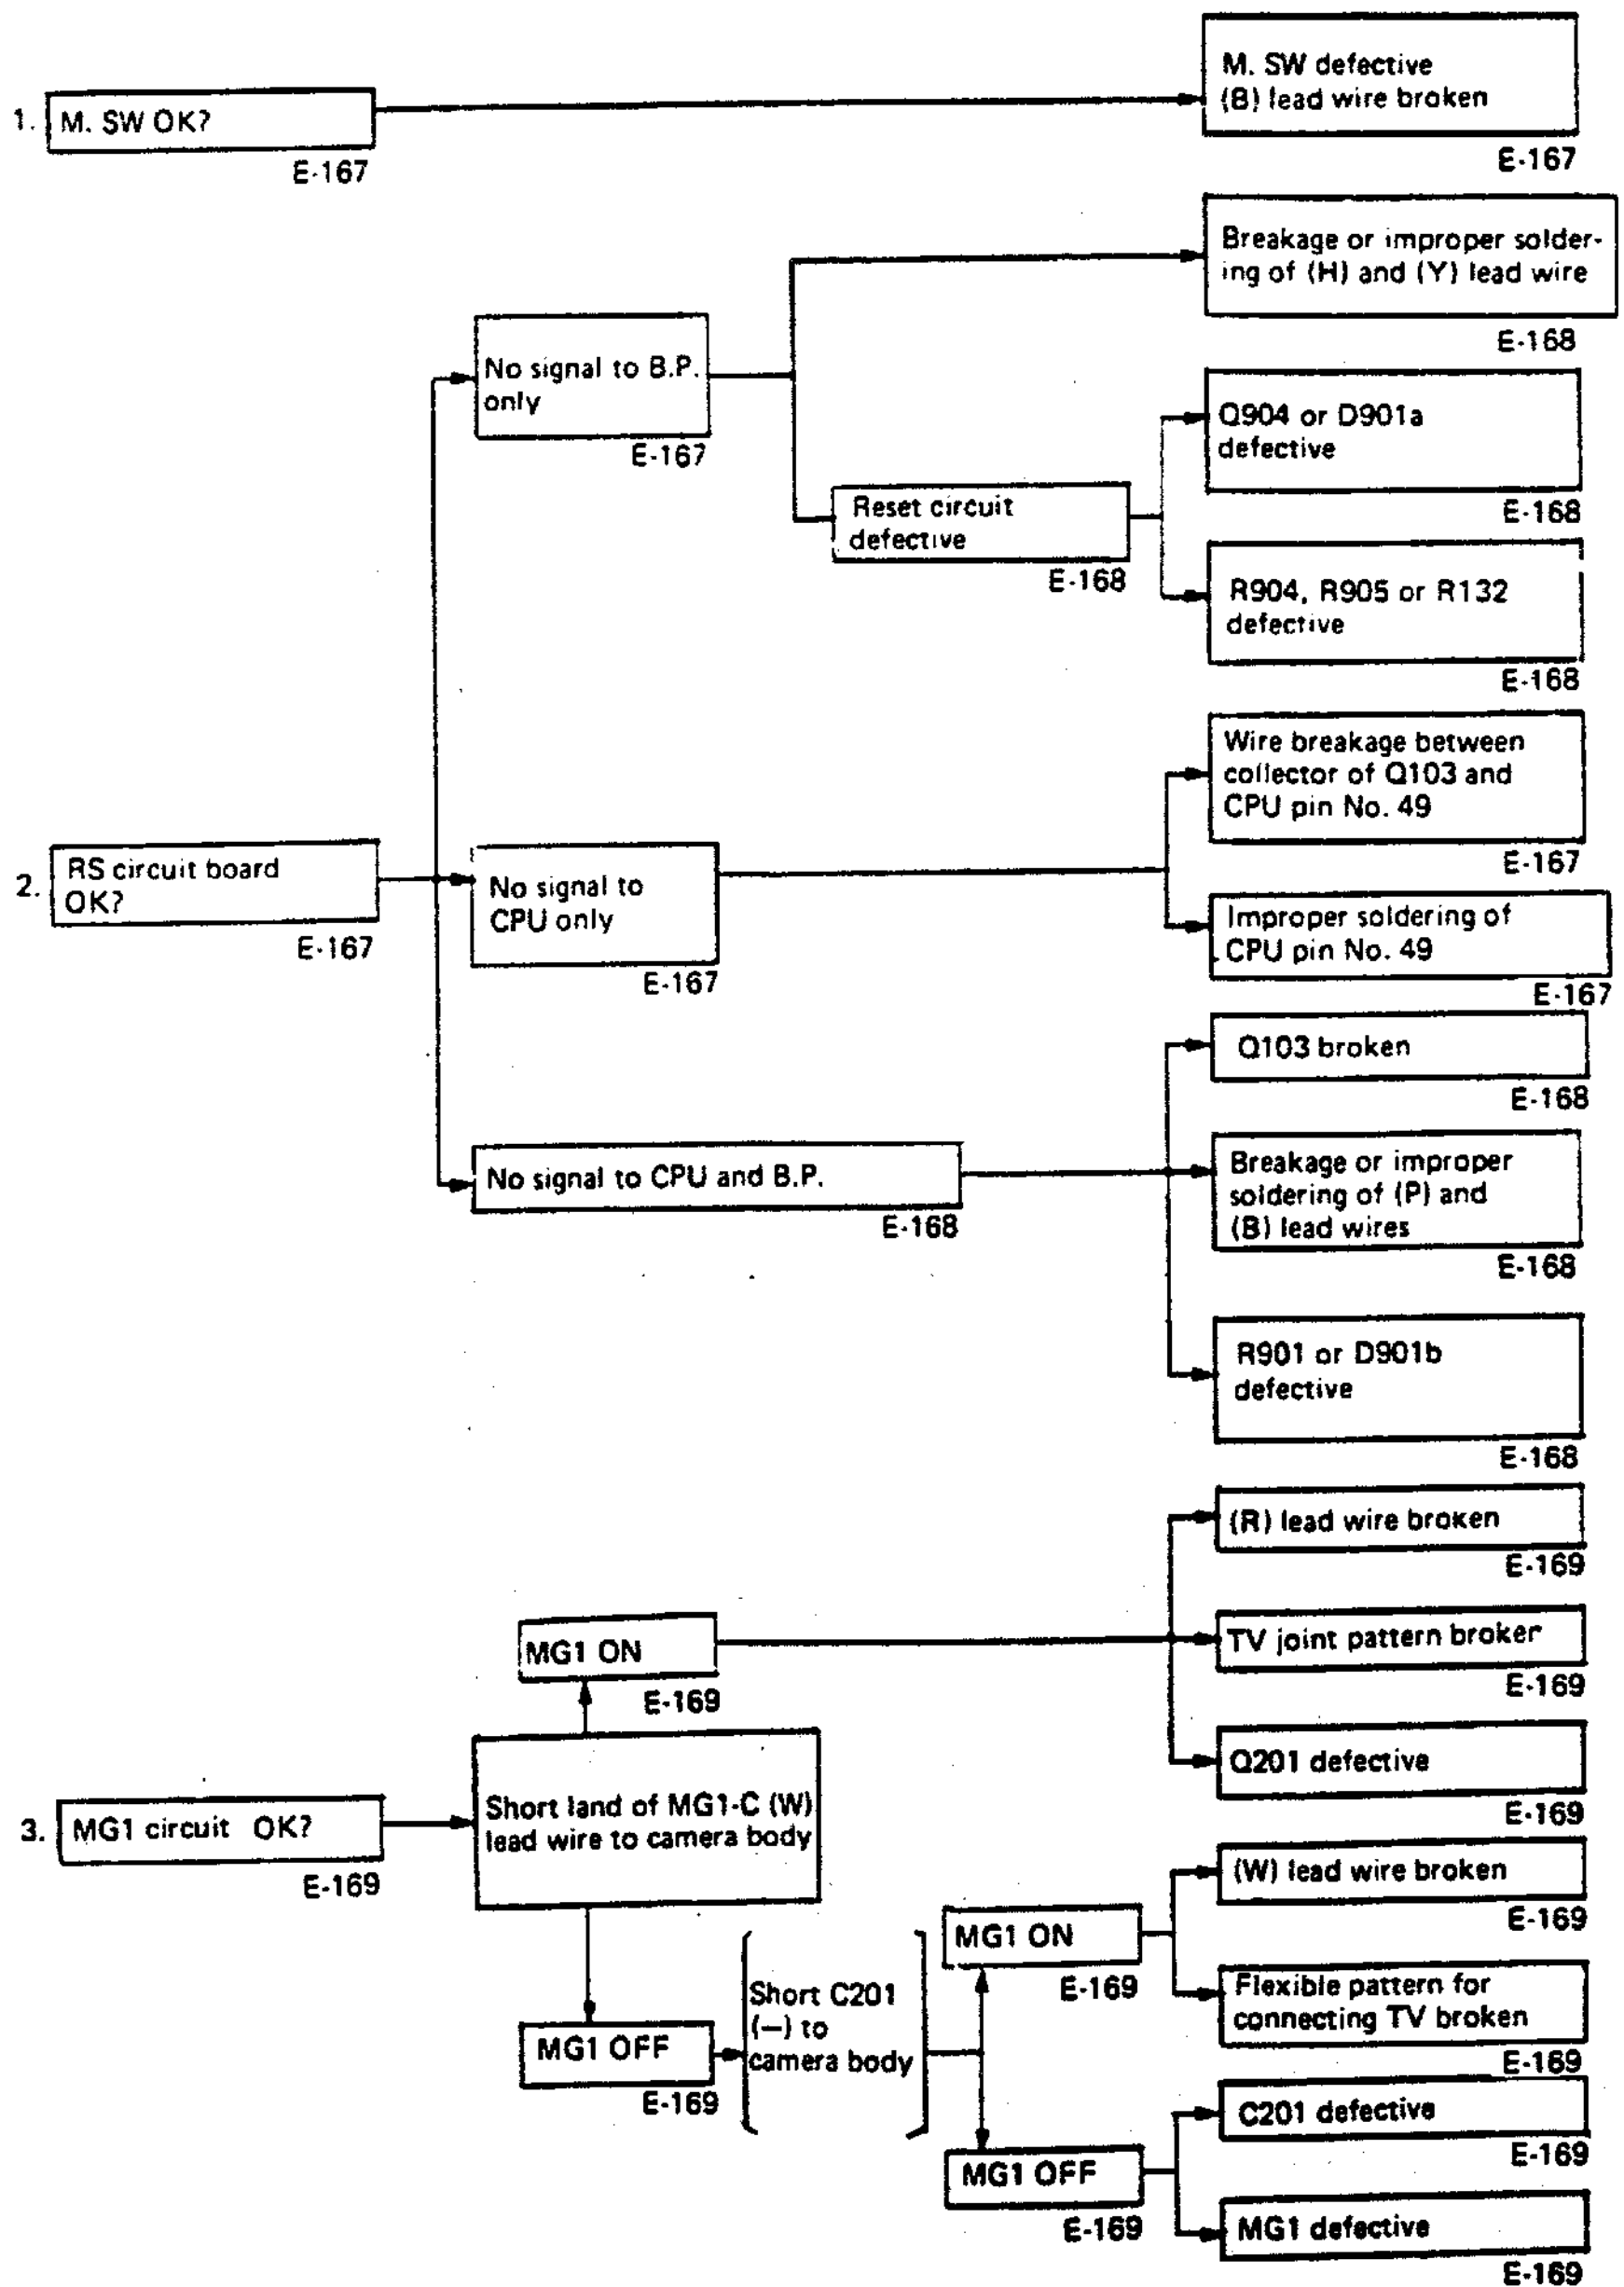 1. M. SW OK?
E-167
M. SW defective
(B) lead wire broken
E-167
Breakage or improper solder-
ing of (H) and (Y) lead wire
E-168
No signal to B.P.
only
E-167
Q904 or D901a
defective
E-168
Reset circuit
defective
E-168
R904, R905 or R132
defective
E-168
Wire breakage between
collector of Q103 and
CPU pin No. 49
E-167
2. RS circuit board
OK?
E-167
No signal to
CPU only
E-167
Improper soldering of
CPU pin No. 49
E-167
Q103 broken
E-168
No signal to CPU and B.P.
E-168
Breakage or improper
soldering of (P) and
(B) lead wires
E-168
R901 or D901b
defective
E-168
(R) lead wire broken
E-169
MG1 ON
E-169
TV joint pattern broker
E-169
Q201 defective
E-169
3. MG1 circuit OK?
E-169
Short land of MG1-C (W)
lead wire to camera body
(W) lead wire broken
E-169
MG1 ON
E-169
Flexible pattern for
connecting TV broken
E-169
MG1 OFF
E-169
Short C201
(—) to
camera body
C201 defective
E-169
MG1 OFF
E-169
MG1 defective
E-169